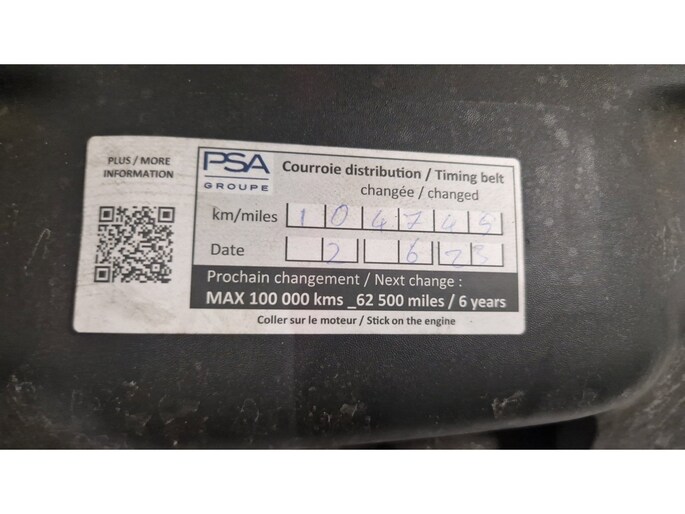 PLUS / MORE
INFORMATION
PSA
GROUPE
Courroie distribution / Timing belt
changée / changed
km/miles 1 0 4 7 4 5
Date 2 6 23
Prochain changement / Next change :
MAX 100 000 kms _62 500 miles / 6 years
Coller sur le moteur / Stick on the engine